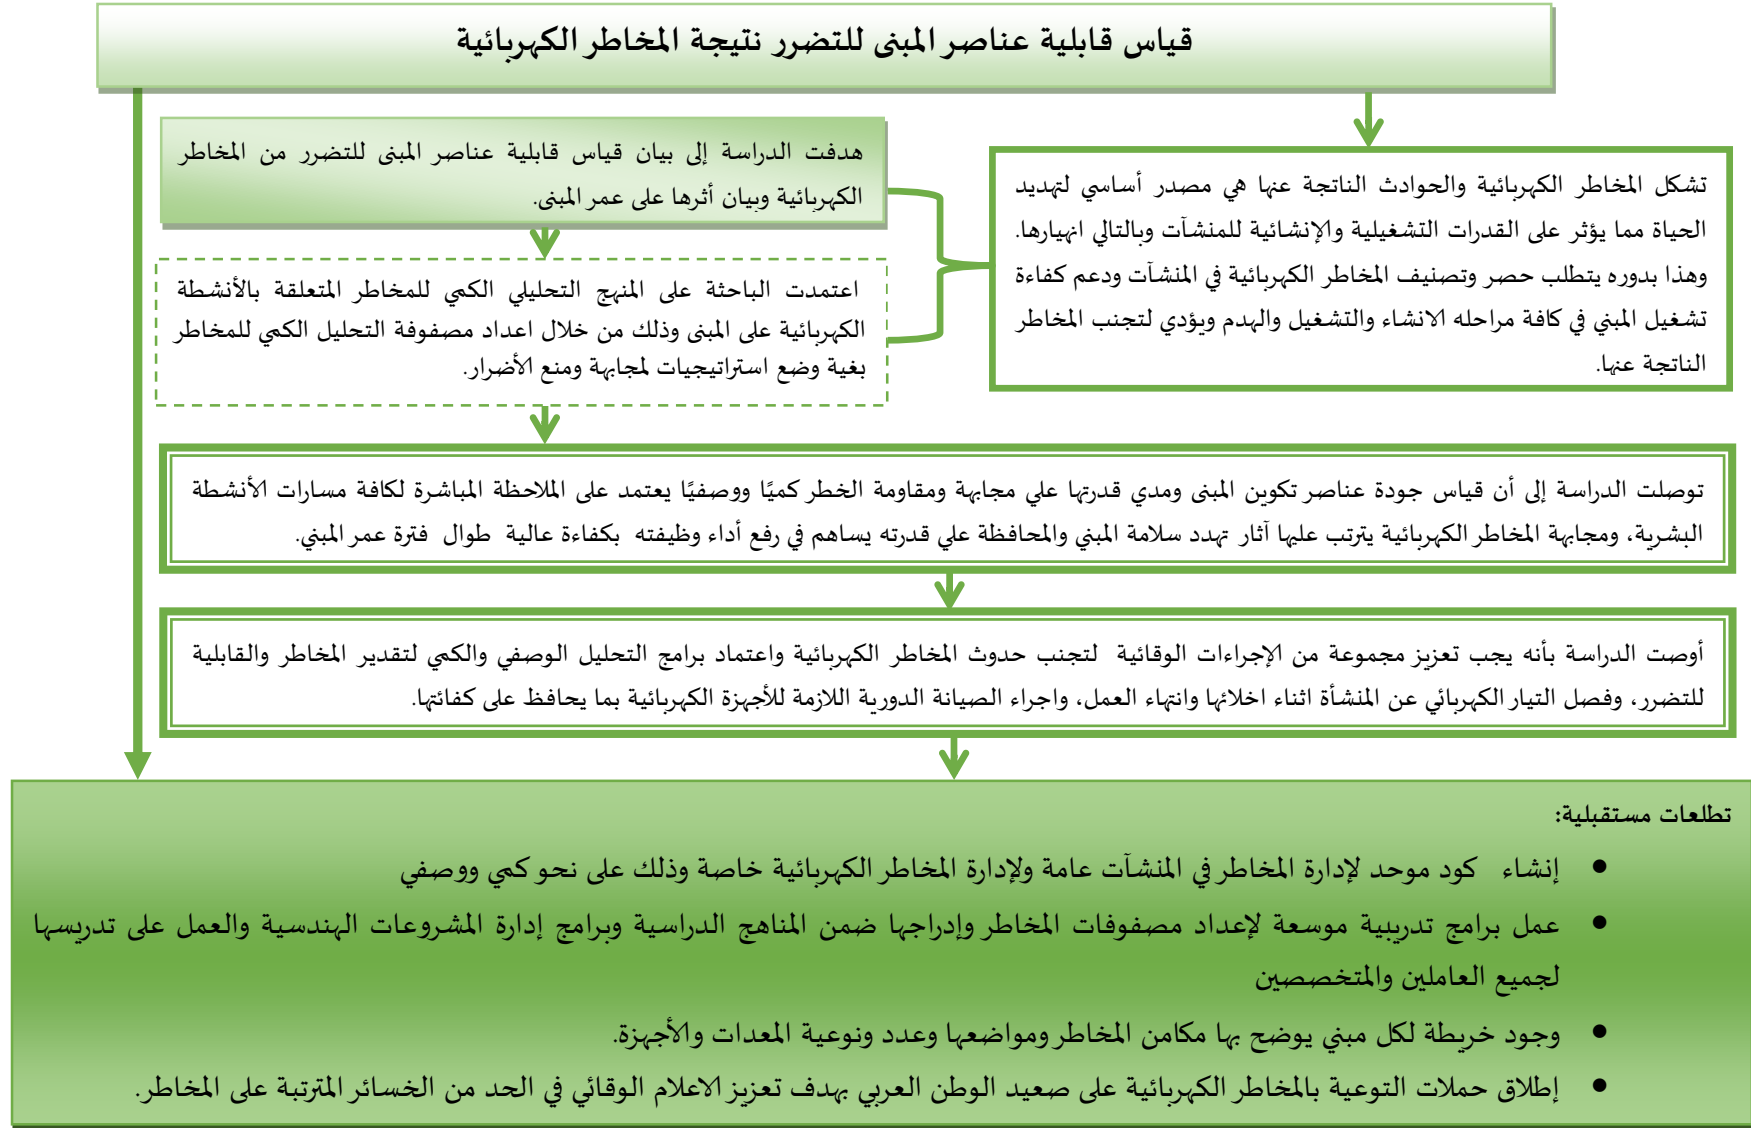 قياس قابلية عناصر المبنى للتضرر نتيجة المخاطر الكهربائية
تشكل المخاطر الكهربائية والحوادث الناتجة عنها هي مصدر أساسي لتهديد
الحياة مما يؤثر على القدرات التشغيلية والإنشائية للمنشآت وبالتالي انهيارها.
وهذا بدوره يتطلب حصر وتصنيف المخاطر الكهربائية في المنشآت ودعم كفاءة
تشغيل المبني في كافة مراحله الانشاء والتشغيل والهدم ويؤدي لتجنب المخاطر
الناتجة عنها.
هدفت الدراسة إلى بيان قياس قابلية عناصر المبنى للتضرر من المخاطر
الكهربائية وبيان أثرها على عمر المبنى.
اعتمدت الباحثة على المنهج التحليلي الكمي للمخاطر المتعلقة بالأنشطة
الكهربائية على المبنى وذلك من خلال اعداد مصفوفة التحليل الكمي للمخاطر
بغية وضع استراتيجيات لمجابهة ومنع الأضرار.
توصلت الدراسة إلى أن قياس جودة عناصر تكوين المبنى ومدي قدرتها علي مجابهة ومقاومة الخطر كميًا ووصفيًا يعتمد على الملاحظة المباشرة لكافة مسارات الأنشطة
البشرية، ومجابهة المخاطر الكهربائية يترتب عليها آثار تهدد سلامة المبني والمحافظة علي قدرته يساهم في رفع أداء وظيفته بكفاءة عالية طوال فترة عمر المبني.
أوصت الدراسة بأنه يجب تعزيز مجموعة من الإجراءات الوقائية لتجنب حدوث المخاطر الكهربائية واعتماد برامج التحليل الوصفي والكمي لتقدير المخاطر والقابلية
للتضرر، وفصل التيار الكهربائي عن المنشأة اثناء اخلائها وانتهاء العمل، واجراء الصيانة الدورية اللازمة للأجهزة الكهربائية بما يحافظ على كفائتها.
تطلعات مستقبلية:
● إنشاء كود موحد لإدارة المخاطر في المنشآت عامة ولإدارة المخاطر الكهربائية خاصة وذلك على نحو كمي ووصفي
● عمل برامج تدريبية موسعة لإعداد مصفوفات المخاطر وإدراجها ضمن المناهج الدراسية وبرامج إدارة المشروعات الهندسية والعمل على تدريسها
لجميع العاملين والمتخصصين
● وجود خريطة لكل مبني يوضح بها مكامن المخاطر ومواضعها وعدد ونوعية المعدات والأجهزة.
● إطلاق حملات التوعية بالمخاطر الكهربائية على صعيد الوطن العربي بهدف تعزيز الاعلام الوقائي في الحد من الخسائر المترتبة على المخاطر.